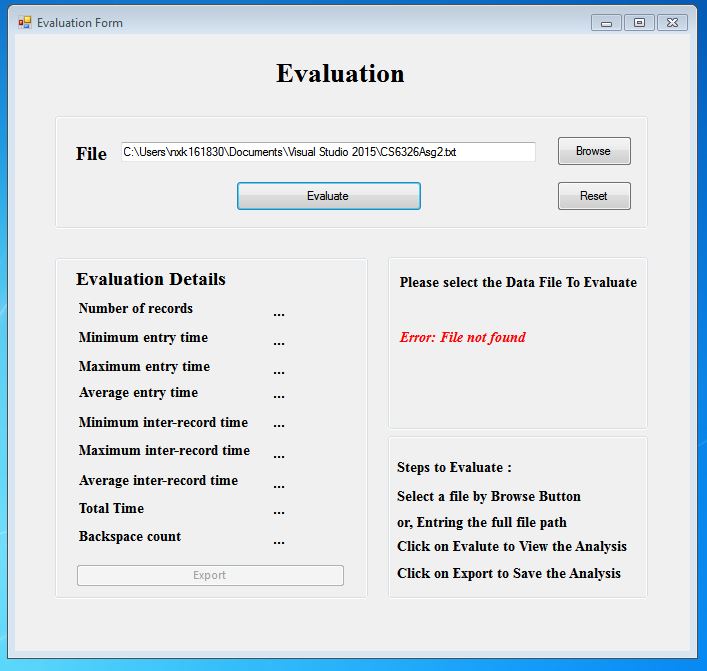 Evaluation Form
Evaluation
File C:\Users\nxk161830\Documents\Visual Studio 2015\CS6326Asg2.txt Browse
Evaluate Reset
Evaluation Details
Number of records ...
Minimum entry time ...
Maximum entry time ...
Average entry time ...
Minimum inter-record time ...
Maximum inter-record time ...
Average inter-record time ...
Total Time ...
Backspace count ...
Export
Please select the Data File To Evaluate
Error: File not found
Steps to Evaluate :
Select a file by Browse Button
or, Entring the full file path
Click on Evalute to View the Analysis
Click on Export to Save the Analysis